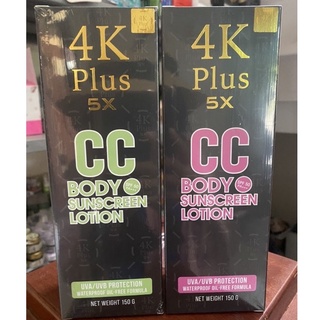 4K
Plus
5X
CC
BODY
SUNSCREEN
LOTION
UVA/UVB PROTECTION
WATERPROOF OIL-FREE FORMULA
NET WEIGHT 150 G
4K
Plus
5X
CC
BODY
SUNSCREEN
LOTION
UVA/UVB PROTECTION
WATERPROOF OIL-FREE FORMULA
NET WEIGHT 150 G